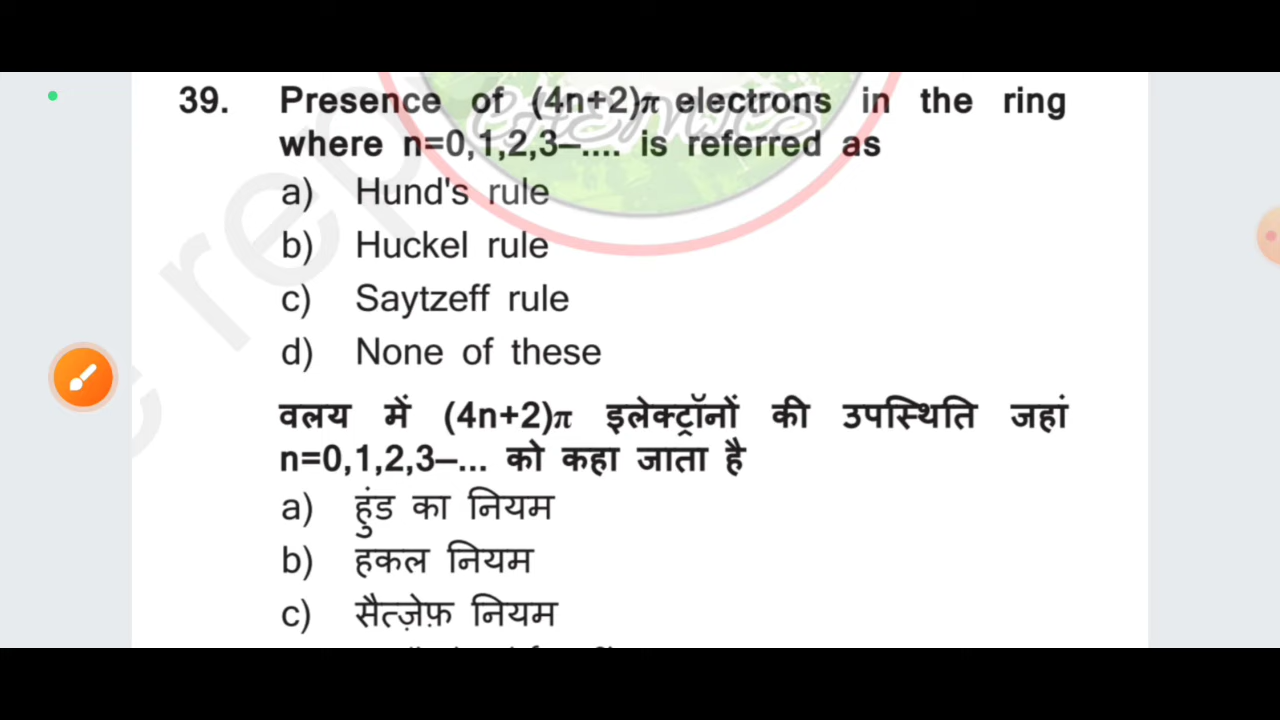 39. Presence of (4n+2)π electrons in the ring
where n=0,1,2,3–.... is referred as
a) Hund's rule
b) Huckel rule
c) Saytzeff rule
d) None of these
वलय में (4n+2)π इलेक्ट्रॉनों की उपस्थिति जहां
n=0,1,2,3–... को कहा जाता है
a) हुंड का नियम
b) हकल नियम
c) सैत्ज़ेफ़ नियम